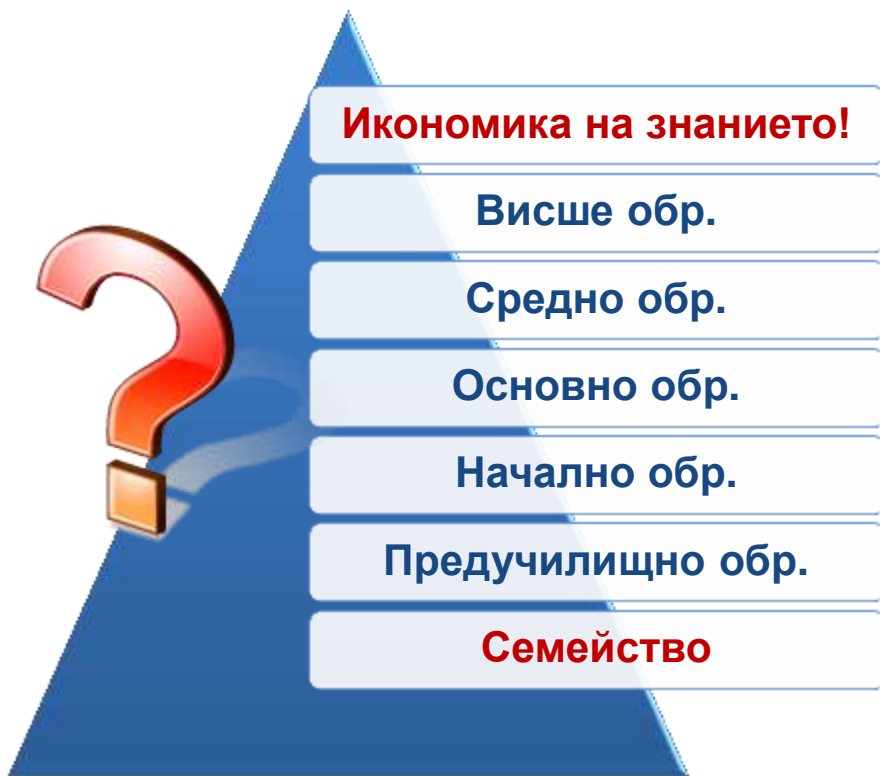 Икономика на знанието!
Висше обр.
Средно обр.
Основно обр.
Начално обр.
Предучилищно обр.
Семейство